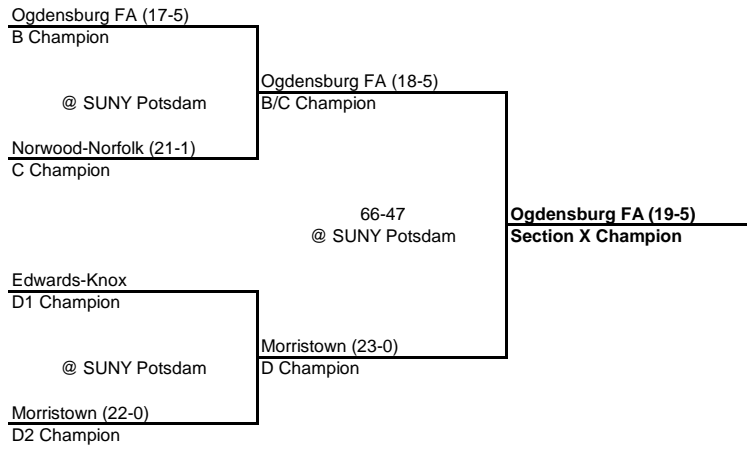 Ogdensburg FA (17-5)
B Champion
Ogdensburg FA (18-5)
@ SUNY Potsdam
B/C Champion
Norwood-Norfolk (21-1)
C Champion
66-47
Ogdensburg FA (19-5)
@ SUNY Potsdam
Section X Champion
Edwards-Knox
D1 Champion
Morristown (23-0)
@ SUNY Potsdam
D Champion
Morristown (22-0)
D2 Champion